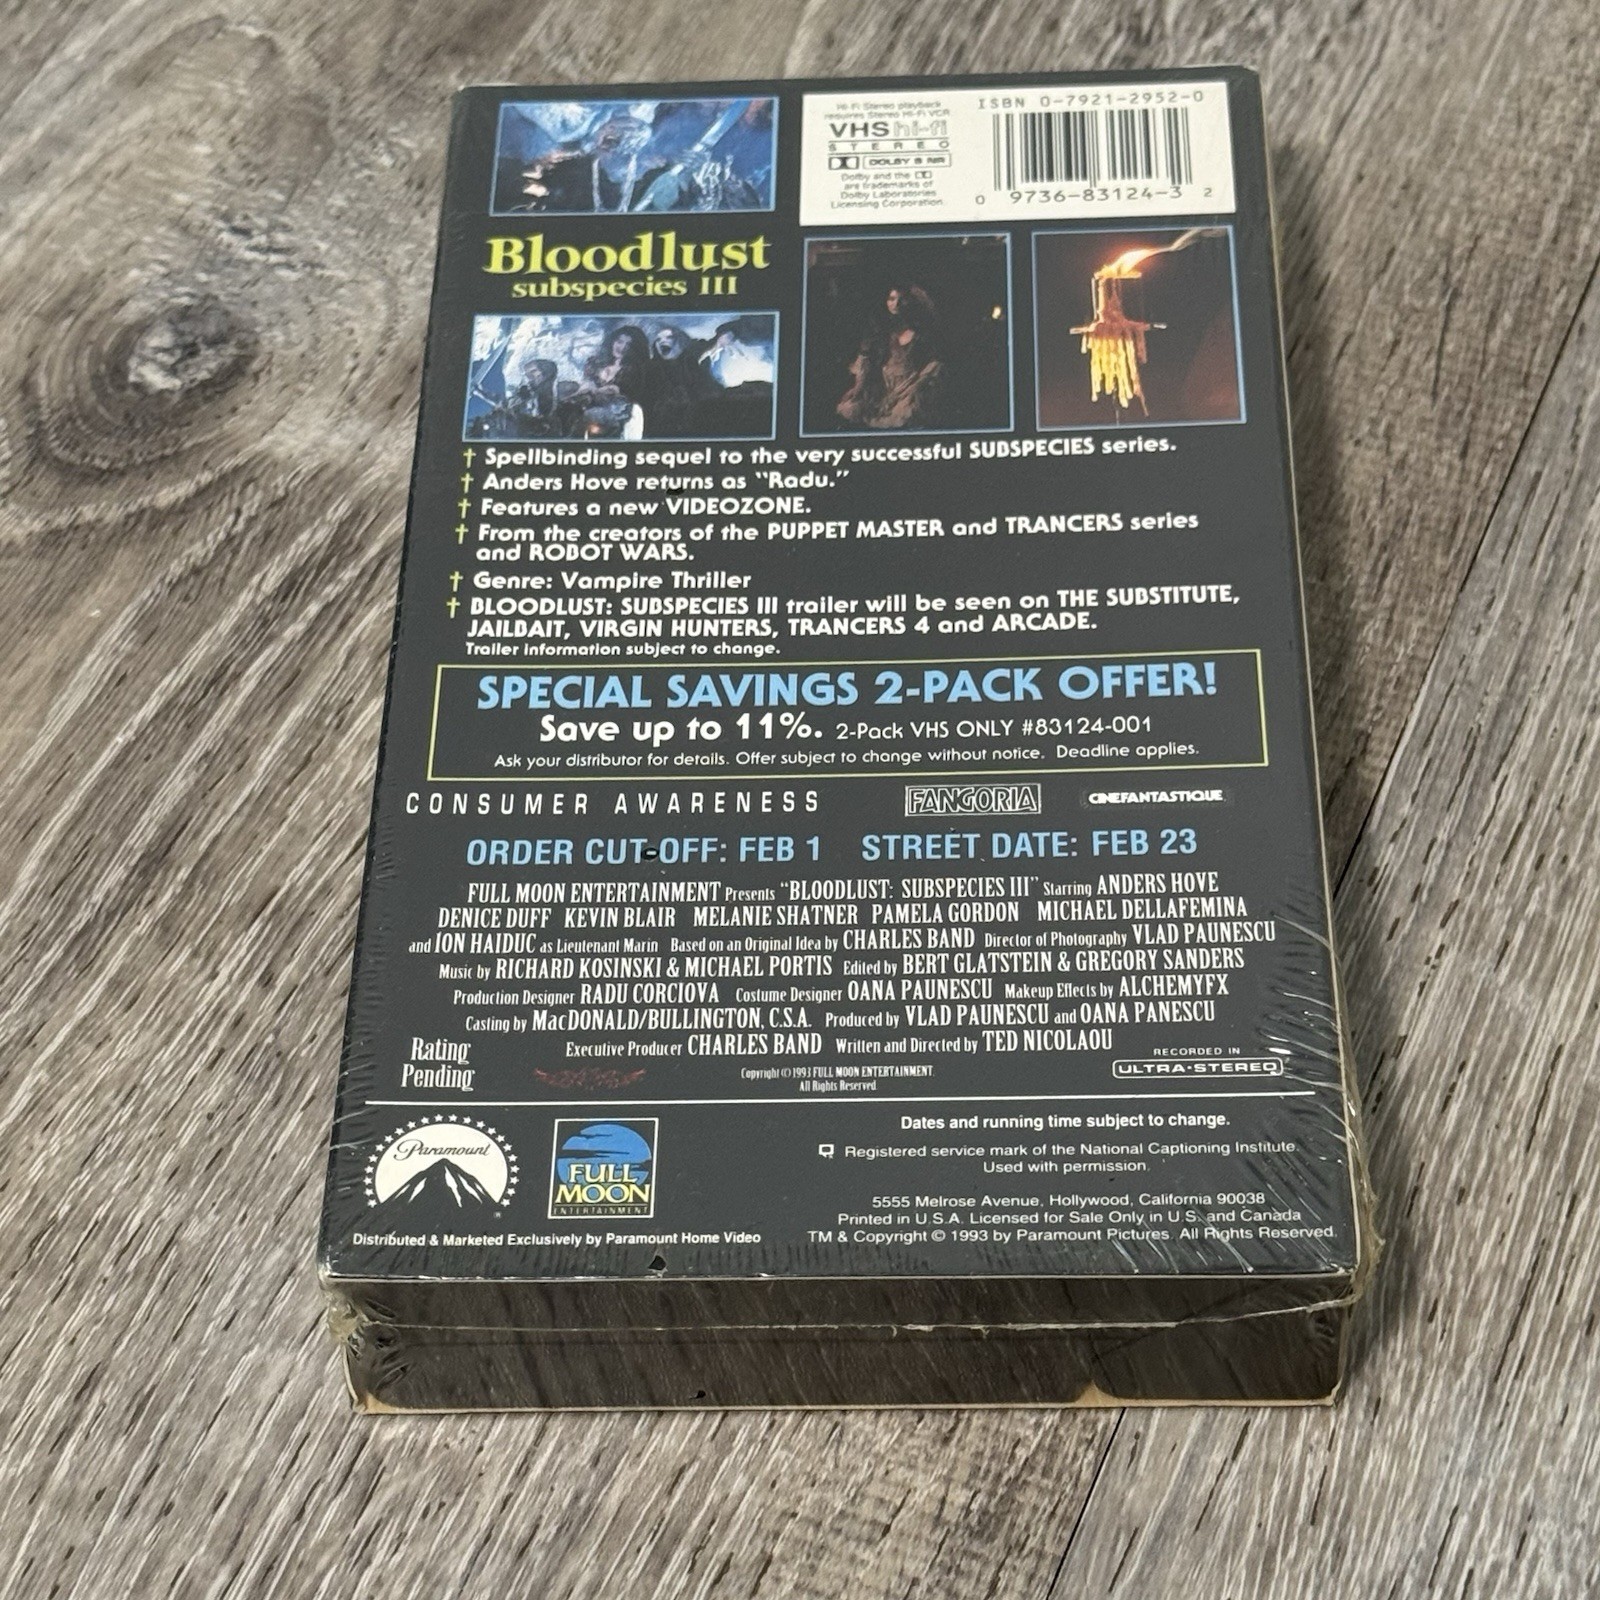 Hi-Fi Stereo playback
requires Stereo Hi-Fi VCR
VHS hi-fi
STEREO
DOLBY B NR
Dolby and the
are trademarks of
Dolby Laboratories
Licensing Corporation.
ISBN 0-7921-2952-0
0 9736-83124-3 2
Bloodlust
subspecies III
† Spellbinding sequel to the very successful SUBSPECIES series.
† Anders Hove returns as "Radu."
† Features a new VIDEOZONE.
† From the creators of the PUPPET MASTER and TRANCERS series
and ROBOT WARS.
† Genre: Vampire Thriller
† BLOODLUST: SUBSPECIES III trailer will be seen on THE SUBSTITUTE,
JAILBAIT, VIRGIN HUNTERS, TRANCERS 4 and ARCADE.
Trailer information subject to change.
SPECIAL SAVINGS 2-PACK OFFER!
Save up to 11%. 2-Pack VHS ONLY #83124-001
Ask your distributor for details. Offer subject to change without notice. Deadline applies.
CONSUMER AWARENESS FANGORIA CINEFANTASTIQUE
ORDER CUT-OFF: FEB 1 STREET DATE: FEB 23
FULL MOON ENTERTAINMENT Presents "BLOODLUST: SUBSPECIES III" Starring ANDERS HOVE
DENICE DUFF KEVIN BLAIR MELANIE SHATNER PAMELA GORDON MICHAEL DELLAFEMINA
and ION HAIDUC as Lieutenant Marin Based on an Original Idea by CHARLES BAND Director of Photography VLAD PAUNESCU
Music by RICHARD KOSINSKI & MICHAEL PORTIS Edited by BERT GLATSTEIN & GREGORY SANDERS
Production Designer RADU CORCIOVA Costume Designer OANA PAUNESCU Makeup Effects by ALCHEMYFX
Casting by MacDONALD/BULLINGTON, C.S.A. Produced by VLAD PAUNESCU and OANA PANESCU
Executive Producer CHARLES BAND Written and Directed by TED NICOLAOU
Rating
Pending
Copyright © 1993 FULL MOON ENTERTAINMENT.
All Rights Reserved.
RECORDED IN
ULTRA·STEREO
Paramount
FULL
MOON
ENTERTAINMENT
Distributed & Marketed Exclusively by Paramount Home Video
Dates and running time subject to change.
Registered service mark of the National Captioning Institute.
Used with permission.
5555 Melrose Avenue, Hollywood, California 90038
Printed in U.S.A. Licensed for Sale Only in U.S. and Canada
TM & Copyright © 1993 by Paramount Pictures. All Rights Reserved.